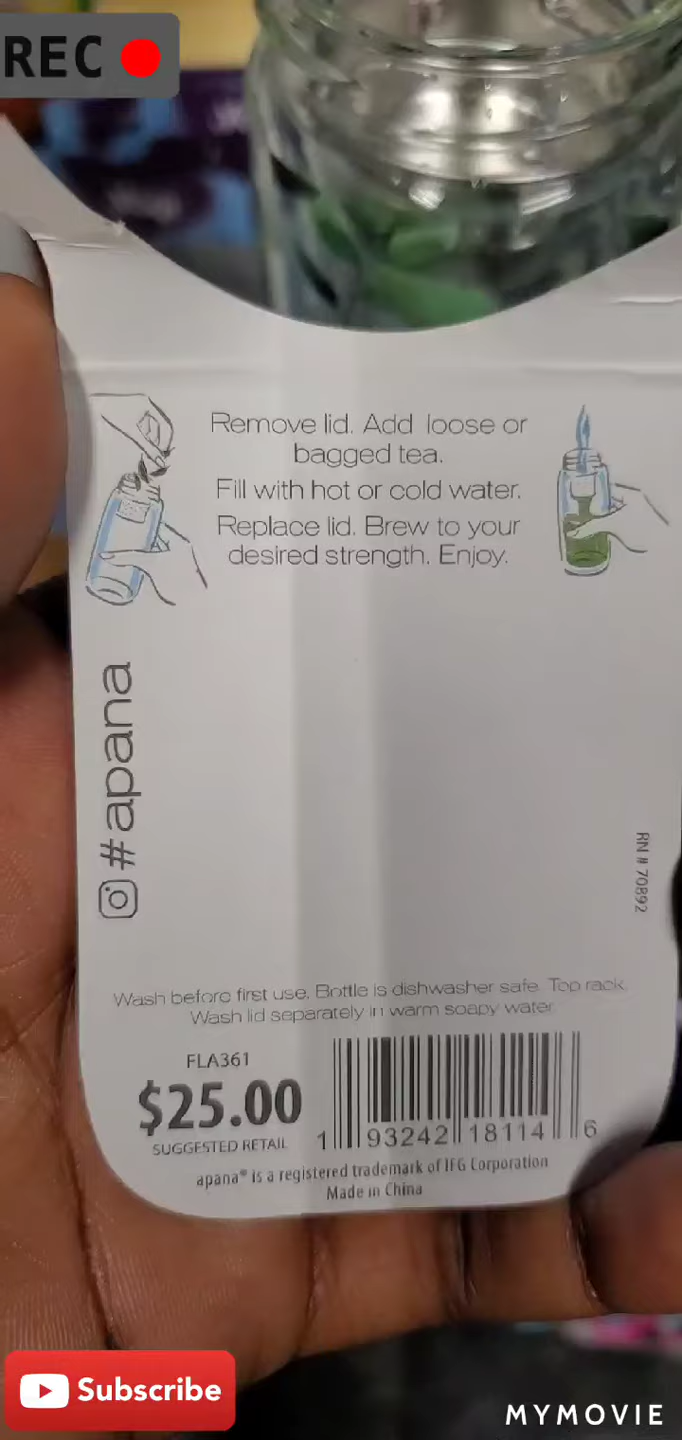 REC
Remove lid. Add loose or
bagged tea.
Fill with hot or cold water.
Replace lid. Brew to your
desired strength. Enjoy.
#apana
RN # 70892
Wash before first use. Bottle is dishwasher safe. Top rack.
Wash lid separately in warm soapy water.
FLA361
$25.00
SUGGESTED RETAIL
1 93242 18114 6
apana® is a registered trademark of IFG Corporation
Made in China
Subscribe
MYMOVIE